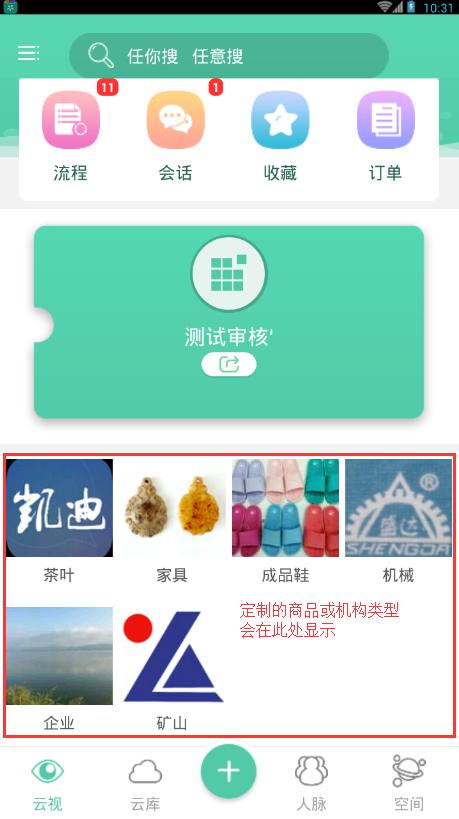 10:31
任你搜 任意搜
11
1
流程 会话 收藏 订单
测试审核'
凯迪
盛达
®
SHENGDA
茶叶 家具 成品鞋 机械
定制的商品或机构类型
会在此处显示
企业 矿山
云视 云库 人脉 空间